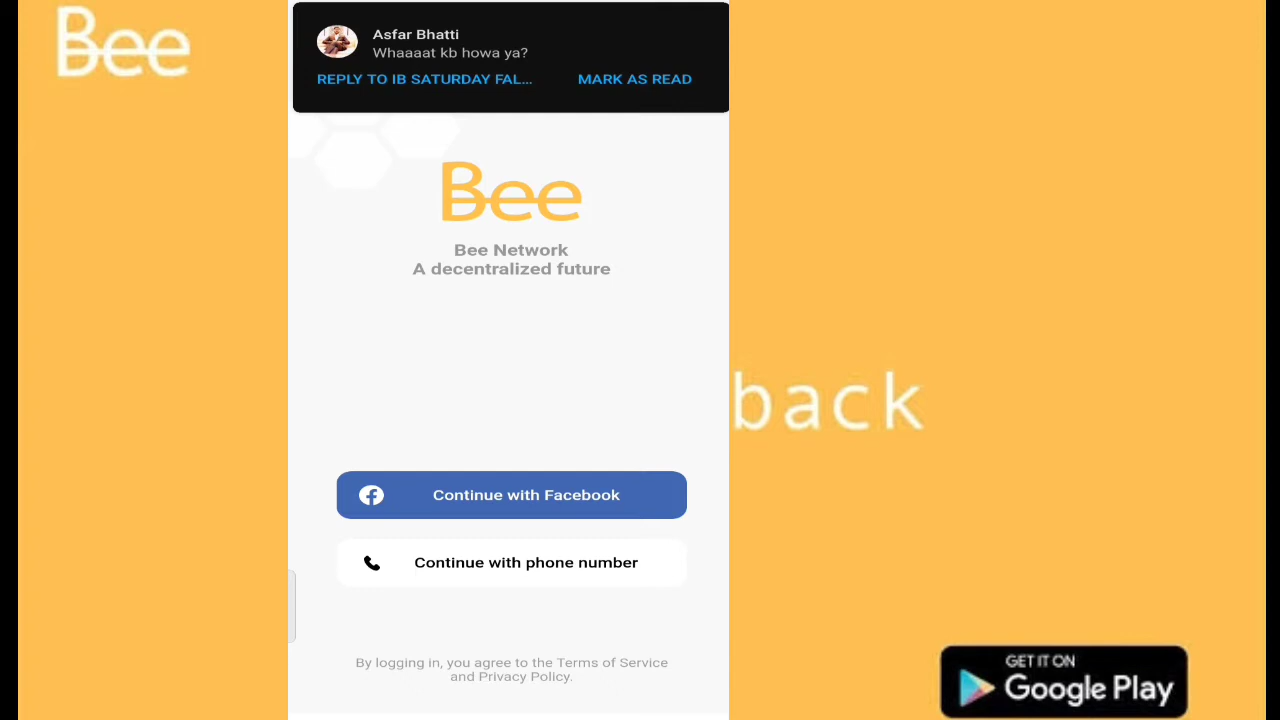 Bee
Asfar Bhatti
Whaaaat kb howa ya?
REPLY TO IB SATURDAY FAL... MARK AS READ
Bee
Bee Network
A decentralized future
back
Continue with Facebook
Continue with phone number
By logging in, you agree to the Terms of Service
and Privacy Policy.
GET IT ON
Google Play